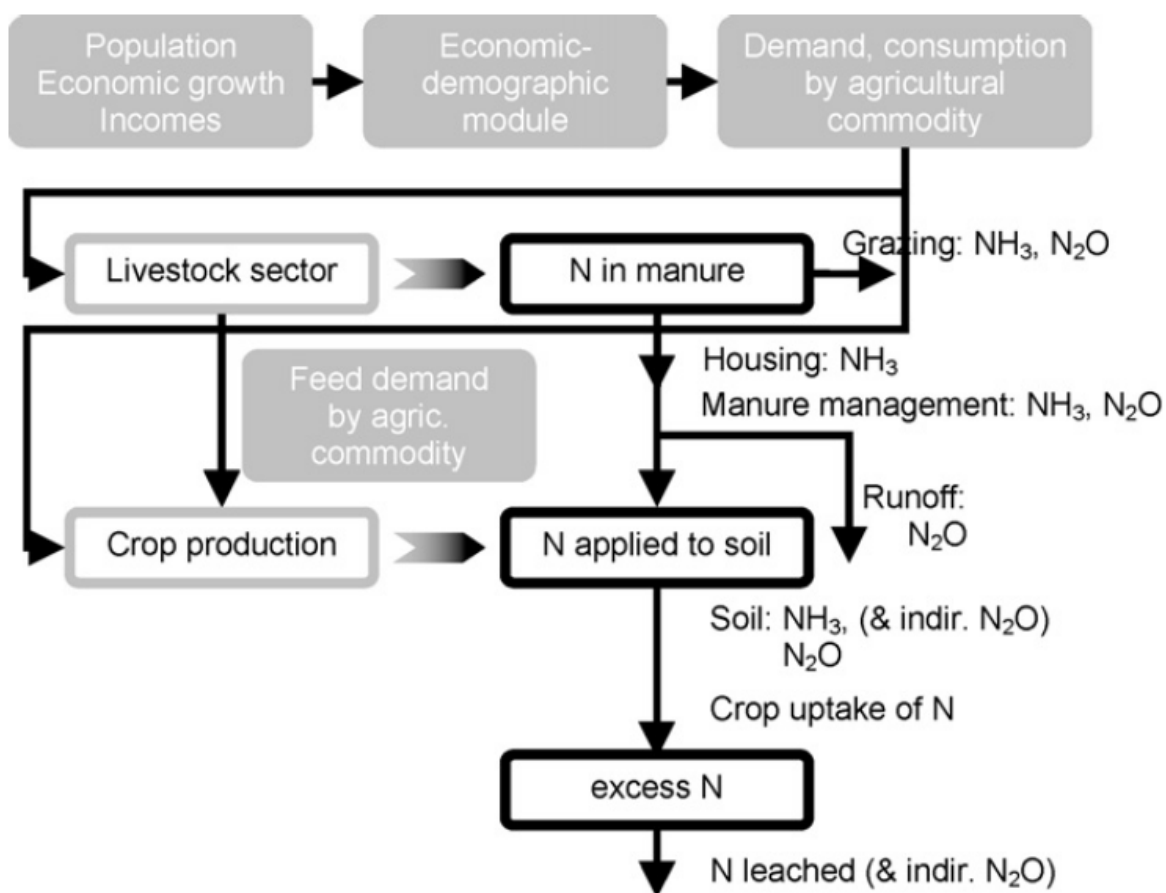 Population
Economic growth
Incomes
Economic-
demographic
module
Demand, consumption
by agricultural
commodity
Livestock sector
N in manure
Grazing: NH₃, N₂O
Housing: NH₃
Manure management: NH₃, N₂O
Feed demand
by agric.
commodity
Runoff:
N₂O
Crop production
N applied to soil
Soil: NH₃, (& indir. N₂O)
N₂O
Crop uptake of N
excess N
N leached (& indir. N₂O)